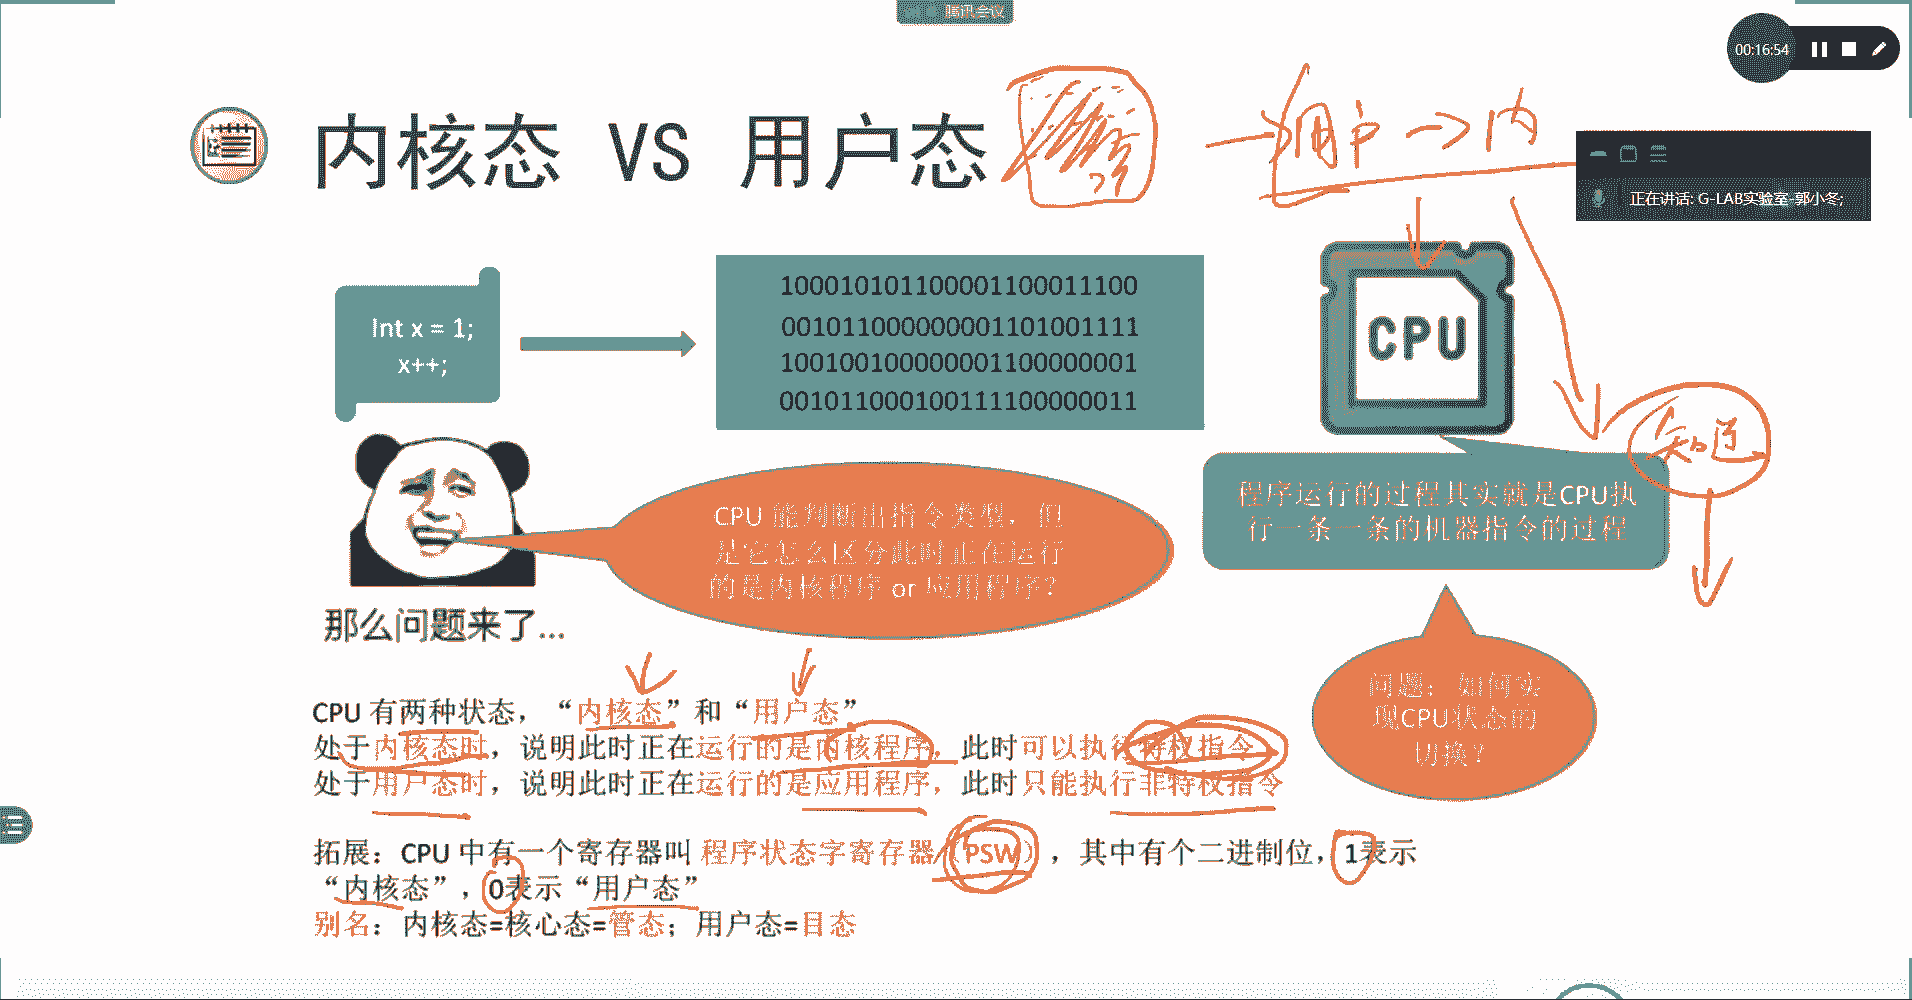 腾讯会议
00:16:54
内核态 VS 用户态
用户->内
正在讲话: G-LAB实验室-郭小冬;
Int x = 1;
x++;
100010101100001100011100
001011000000001101001111
1001001000000001100000001
001011000100111100000011
CPU
知道
程序运行的过程其实就是CPU执
行一条一条的机器指令的过程
CPU 能判断出指令类型，但
是它怎么区分此时正在运行
的是内核程序 or 应用程序？
那么问题来了...
问题： 如何实
现CPU状态的
切换？
CPU 有两种状态，“内核态”和“用户态”
处于内核态时，说明此时正在运行的是内核程序，此时可以执行特权指令
处于用户态时，说明此时正在运行的是应用程序，此时只能执行非特权指令
拓展：CPU 中有一个寄存器叫 程序状态字寄存器（PSW），其中有个二进制位，1表示
“内核态”，0表示“用户态”
别名：内核态=核心态=管态；用户态=目态